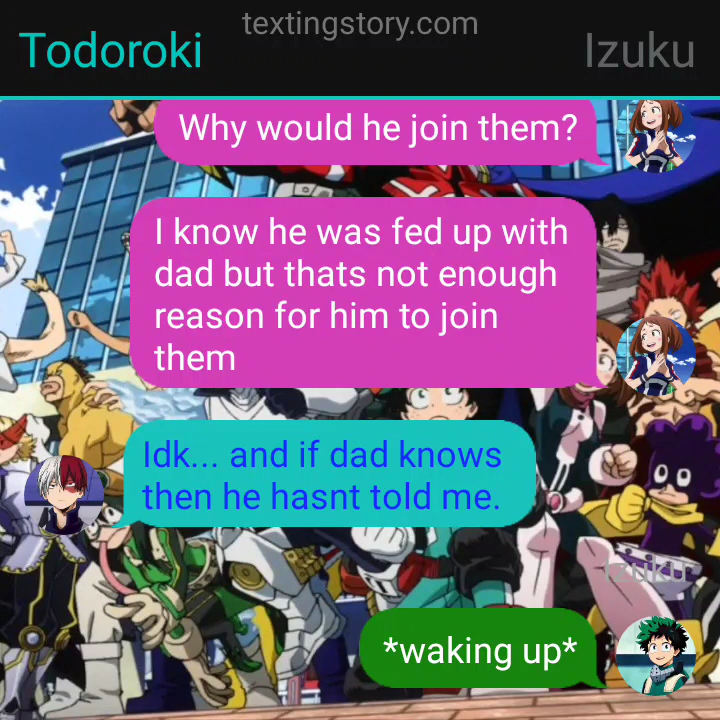 textingstory.com
Todoroki
Izuku
Why would he join them?
I know he was fed up with
dad but thats not enough
reason for him to join
them
Idk... and if dad knows
then he hasnt told me.
Izuku
*waking up*